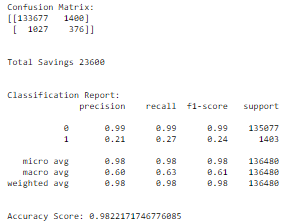 Confusion Matrix:
[[133677 1400]
[ 1027 376]]
Total Savings 23600
Classification Report:
precision recall f1-score support
0 0.99 0.99 0.99 135077
1 0.21 0.27 0.24 1403
micro avg 0.98 0.98 0.98 136480
macro avg 0.60 0.63 0.61 136480
weighted avg 0.98 0.98 0.98 136480
Accuracy Score: 0.9822171746776085